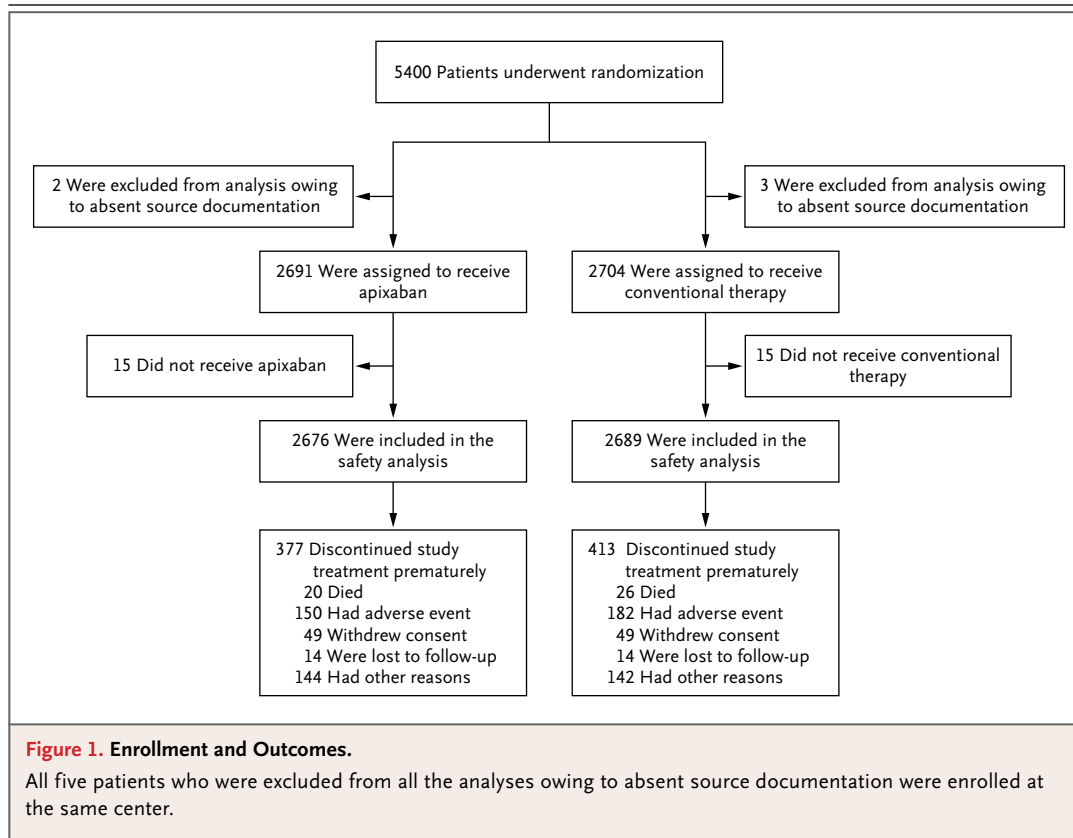 5400 Patients underwent randomization
2 Were excluded from analysis owing
to absent source documentation
3 Were excluded from analysis owing
to absent source documentation
2691 Were assigned to receive
apixaban
2704 Were assigned to receive
conventional therapy
15 Did not receive apixaban
15 Did not receive conventional
therapy
2676 Were included in the
safety analysis
2689 Were included in the
safety analysis
377 Discontinued study
treatment prematurely
20 Died
150 Had adverse event
49 Withdrew consent
14 Were lost to follow-up
144 Had other reasons
413 Discontinued study
treatment prematurely
26 Died
182 Had adverse event
49 Withdrew consent
14 Were lost to follow-up
142 Had other reasons
Figure 1. Enrollment and Outcomes.
All five patients who were excluded from all the analyses owing to absent source documentation were enrolled at
the same center.